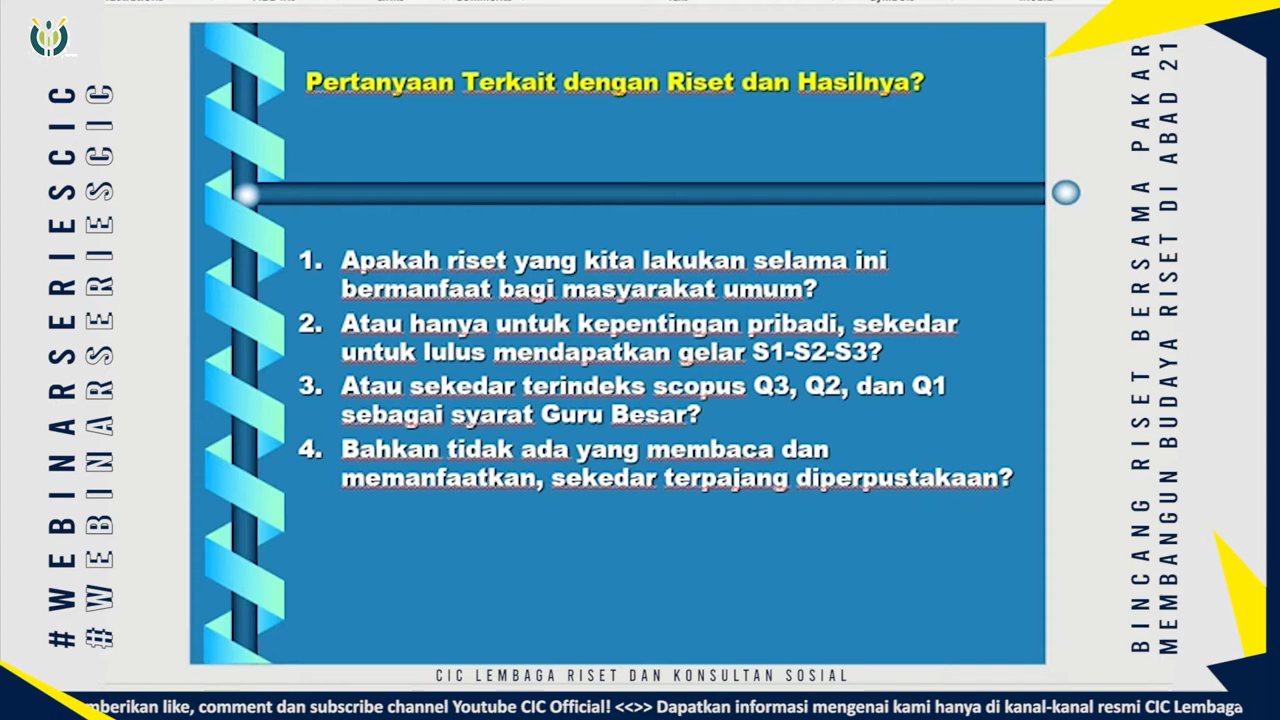 #WEBINARSERIESCIC
#WEBINARSERIESCIC
Pertanyaan Terkait dengan Riset dan Hasilnya?
1. Apakah riset yang kita lakukan selama ini
bermanfaat bagi masyarakat umum?
2. Atau hanya untuk kepentingan pribadi, sekedar
untuk lulus mendapatkan gelar S1-S2-S3?
3. Atau sekedar terindeks scopus Q3, Q2, dan Q1
sebagai syarat Guru Besar?
4. Bahkan tidak ada yang membaca dan
memanfaatkan, sekedar terpajang diperpustakaan?
BINCANG RISET BERSAMA PAKAR
MEMBANGUN BUDAYA RISET DI ABAD 21
CIC LEMBAGA RISET DAN KONSULTAN SOSIAL
mberikan like, comment dan subscribe channel Youtube CIC Official! <<>> Dapatkan informasi mengenai kami hanya di kanal-kanal resmi CIC Lembaga